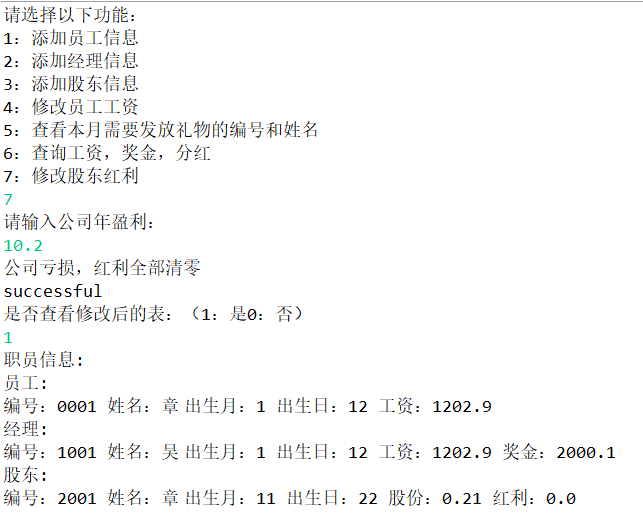 请选择以下功能:
1: 添加员工信息
2: 添加经理信息
3: 添加股东信息
4: 修改员工工资
5: 查看本月需要发放礼物的编号和姓名
6: 查询工资，奖金，分红
7: 修改股东红利
7
请输入公司年盈利:
10.2
公司亏损，红利全部清零
successful
是否查看修改后的表: （1: 是0: 否）
1
职员信息:
员工:
编号: 0001 姓名: 章 出生月: 1 出生日: 12 工资: 1202.9
经理:
编号: 1001 姓名: 吴 出生月: 1 出生日: 12 工资: 1202.9 奖金: 2000.1
股东:
编号: 2001 姓名: 章 出生月: 11 出生日: 22 股份: 0.21 红利: 0.0